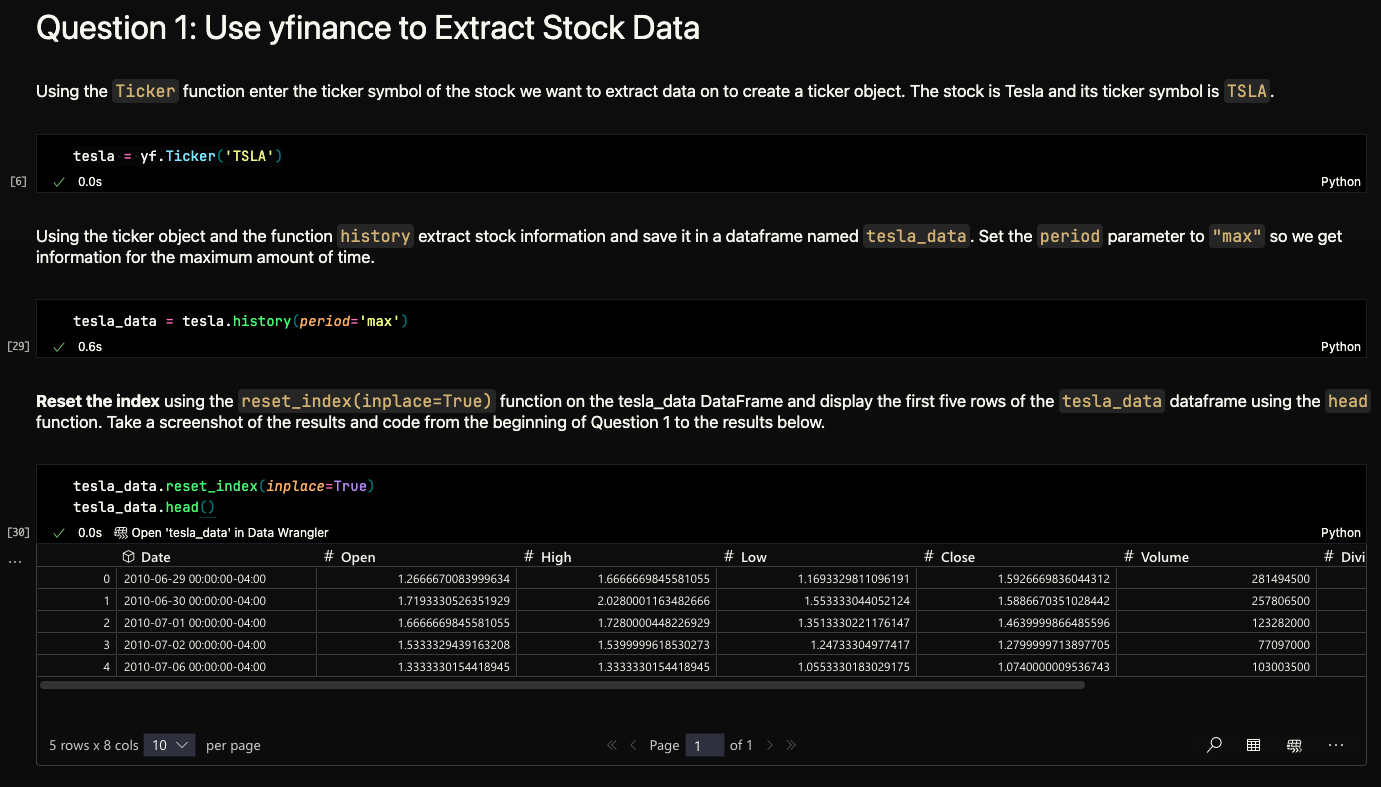 Question 1: Use yfinance to Extract Stock Data
Using the Ticker function enter the ticker symbol of the stock we want to extract data on to create a ticker object. The stock is Tesla and its ticker symbol is TSLA.
tesla = yf.Ticker('TSLA')
[6] 0.0s Python
Using the ticker object and the function history extract stock information and save it in a dataframe named tesla_data. Set the period parameter to "max" so we get
information for the maximum amount of time.
tesla_data = tesla.history(period='max')
[29] 0.6s Python
Reset the index using the reset_index(inplace=True) function on the tesla_data DataFrame and display the first five rows of the tesla_data dataframe using the head
function. Take a screenshot of the results and code from the beginning of Question 1 to the results below.
tesla_data.reset_index(inplace=True)
tesla_data.head()
[30] 0.0s Open 'tesla_data' in Data Wrangler Python
... Date # Open # High # Low # Close # Volume # Divi
0 2010-06-29 00:00:00-04:00 1.2666670083999634 1.6666669845581055 1.1693329811096191 1.5926669836044312 281494500
1 2010-06-30 00:00:00-04:00 1.7193330526351929 2.0280001163482666 1.553333044052124 1.5886670351028442 257806500
2 2010-07-01 00:00:00-04:00 1.6666669845581055 1.7280000448226929 1.3513330221176147 1.4639999866485596 123282000
3 2010-07-02 00:00:00-04:00 1.5333329439163208 1.5399999618530273 1.24733304977417 1.2799999713897705 77097000
4 2010-07-06 00:00:00-04:00 1.3333330154418945 1.3333330154418945 1.0553330183029175 1.0740000009536743 103003500
5 rows x 8 cols 10 per page « < Page 1 of 1 > » ...